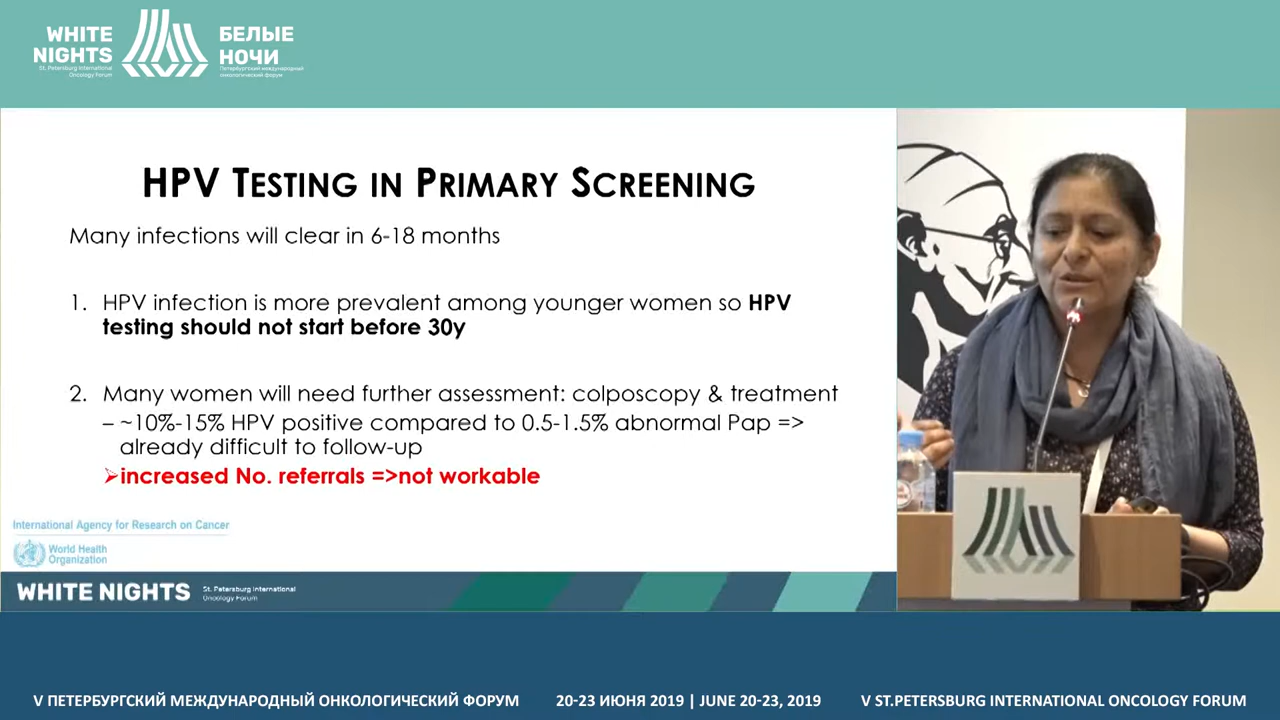 WHITE
NIGHTS
St. Petersburg International
Oncology Forum
БЕЛЫЕ
НОЧИ
Петербургский международный
онкологический форум
HPV TESTING IN PRIMARY SCREENING
Many infections will clear in 6-18 months
1. HPV infection is more prevalent among younger women so HPV
testing should not start before 30y
2. Many women will need further assessment: colposcopy & treatment
– ~10%-15% HPV positive compared to 0.5-1.5% abnormal Pap =>
already difficult to follow-up
➢increased No. referrals =>not workable
International Agency for Research on Cancer
World Health
Organization
WHITE NIGHTS
St. Petersburg International
Oncology Forum
V ПЕТЕРБУРГСКИЙ МЕЖДУНАРОДНЫЙ ОНКОЛОГИЧЕСКИЙ ФОРУМ
20-23 ИЮНЯ 2019 | JUNE 20-23, 2019
V ST.PETERSBURG INTERNATIONAL ONCOLOGY FORUM